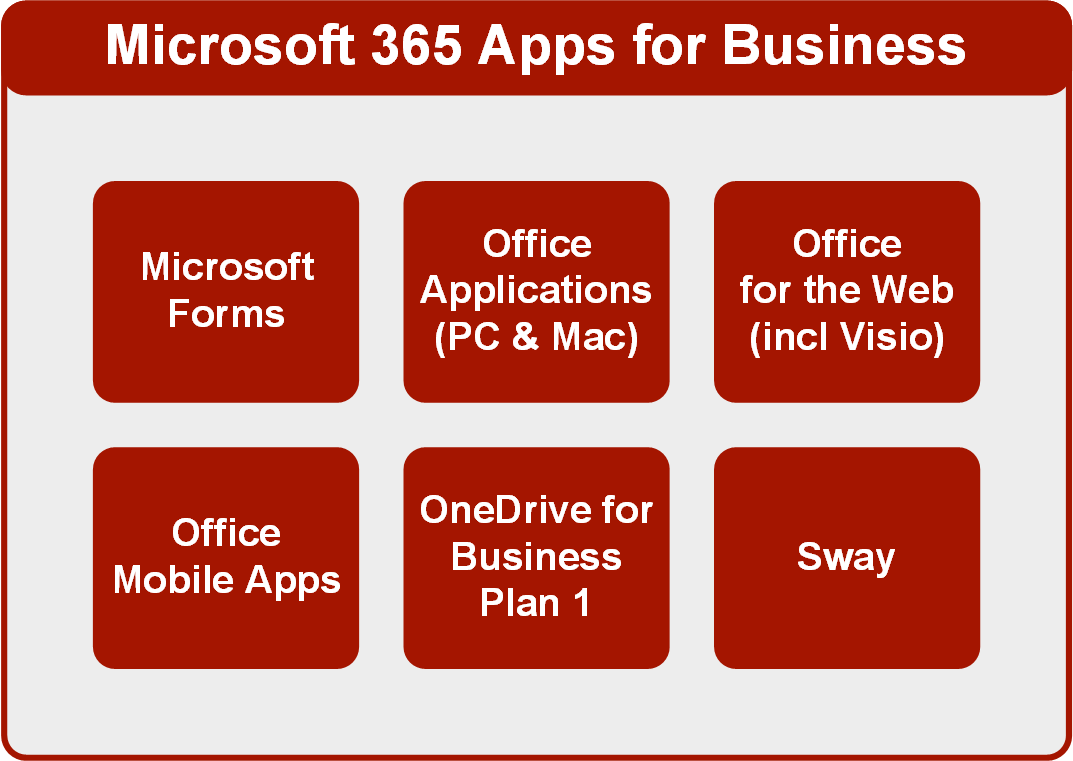 Microsoft 365 Apps for Business
Microsoft
Forms
Office
Applications
(PC & Mac)
Office
for the Web
(incl Visio)
Office
Mobile Apps
OneDrive for
Business
Plan 1
Sway